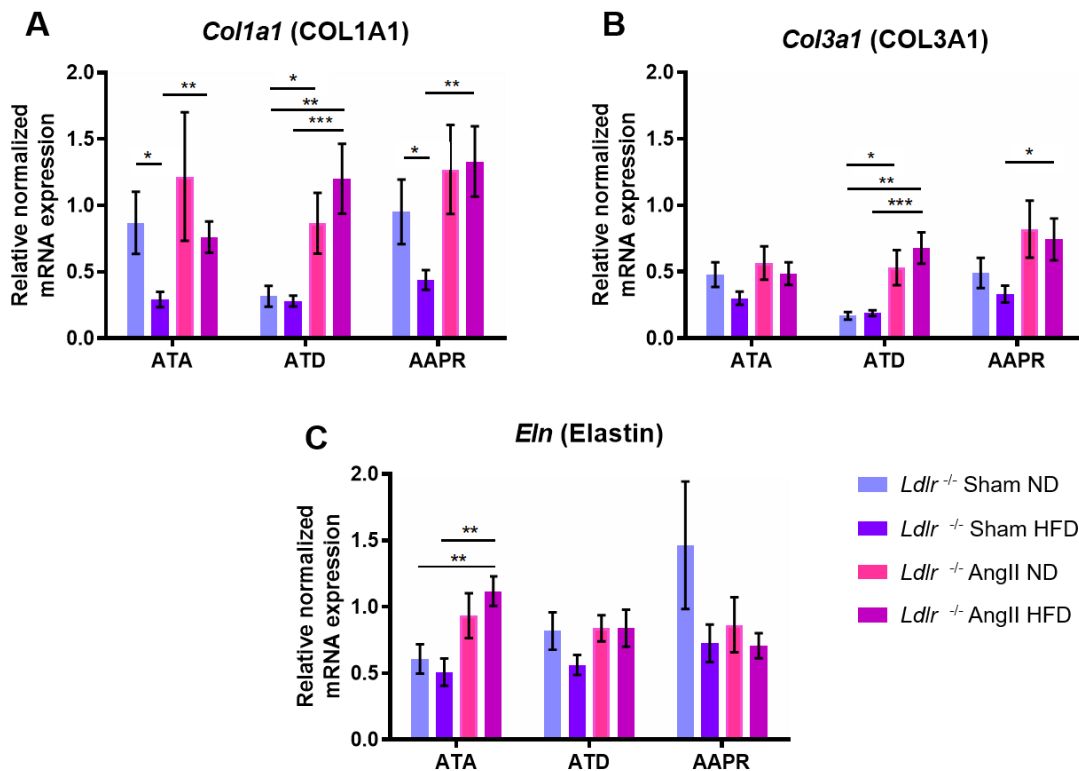 A
Col1a1 (COL1A1)
Relative normalized
mRNA expression
2.0
1.5
1.0
0.5
0.0
**
*
*
**
***
**
*
ATA
ATD
AAPR
B
Col3a1 (COL3A1)
Relative normalized
mRNA expression
2.0
1.5
1.0
0.5
0.0
*
**
***
*
ATA
ATD
AAPR
C
Eln (Elastin)
Relative normalized
mRNA expression
2.0
1.5
1.0
0.5
0.0
**
**
ATA
ATD
AAPR
Ldlr -/- Sham ND
Ldlr -/- Sham HFD
Ldlr -/- AngII ND
Ldlr -/- AngII HFD